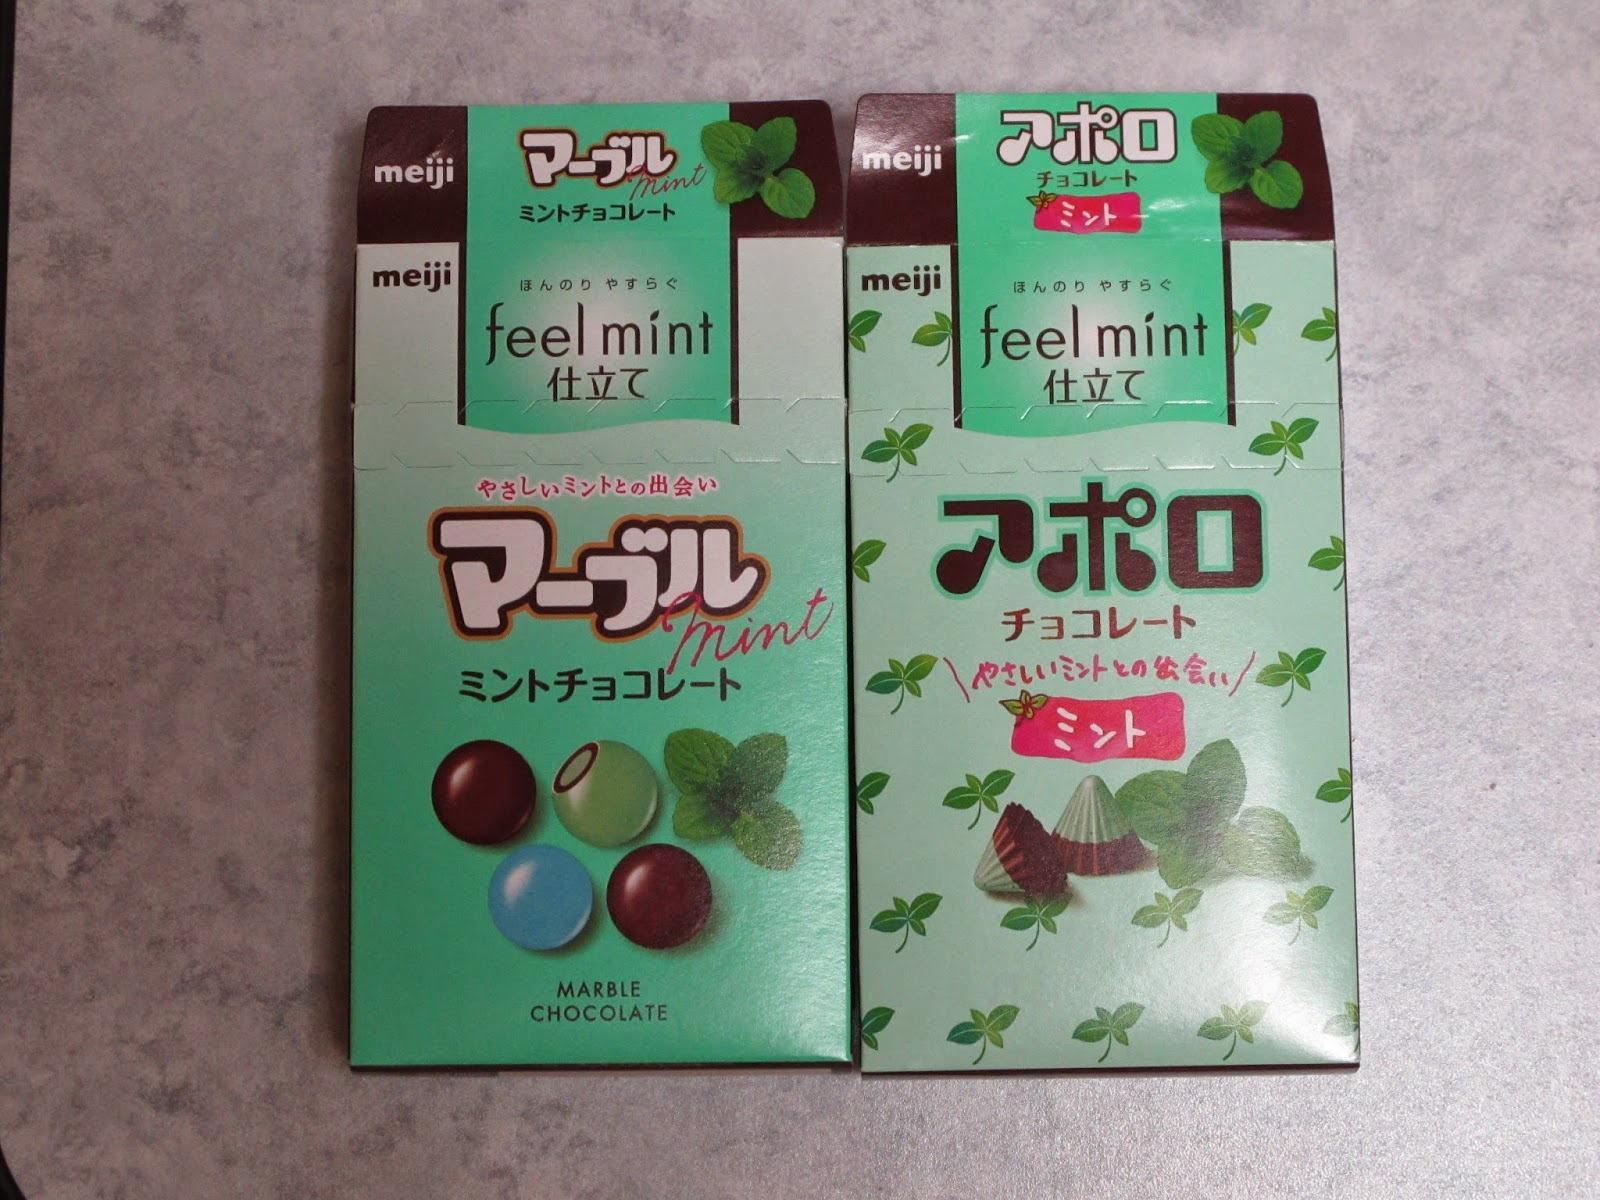 meiji
マーブル
mint
ミントチョコレート
meiji
ほんのり やすらぐ
feel mint
仕立て
やさしいミントとの出会い
マーブル
mint
ミントチョコレート
MARBLE
CHOCOLATE
meiji
アポロ
チョコレート
ミント
meiji
ほんのり やすらぐ
feel mint
仕立て
アポロ
チョコレート
やさしいミントとの出会い
ミント